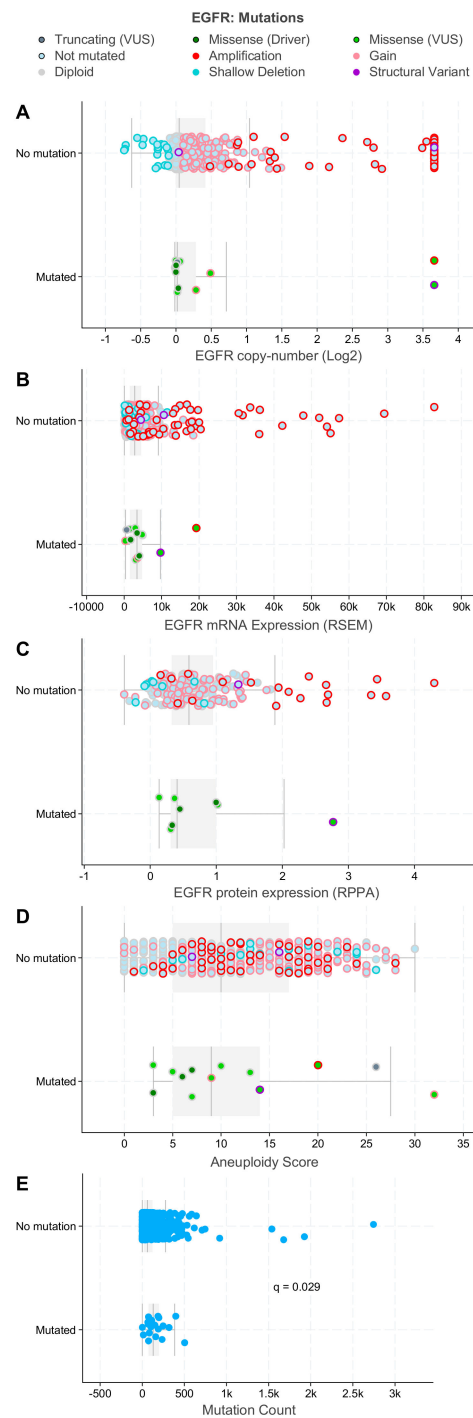 EGFR: Mutations
Truncating (VUS) Missense (Driver) Missense (VUS)
Not mutated Amplification Gain
Diploid Shallow Deletion Structural Variant
A
No mutation
Mutated
-1 -0.5 0 0.5 1 1.5 2 2.5 3 3.5 4
EGFR copy-number (Log2)
B
No mutation
Mutated
-10000 0 10k 20k 30k 40k 50k 60k 70k 80k 90k
EGFR mRNA Expression (RSEM)
C
No mutation
Mutated
-1 0 1 2 3 4
EGFR protein expression (RPPA)
D
No mutation
Mutated
0 5 10 15 20 25 30 35
Aneuploidy Score
E
No mutation
q = 0.029
Mutated
-500 0 500 1k 1.5k 2k 2.5k 3k
Mutation Count